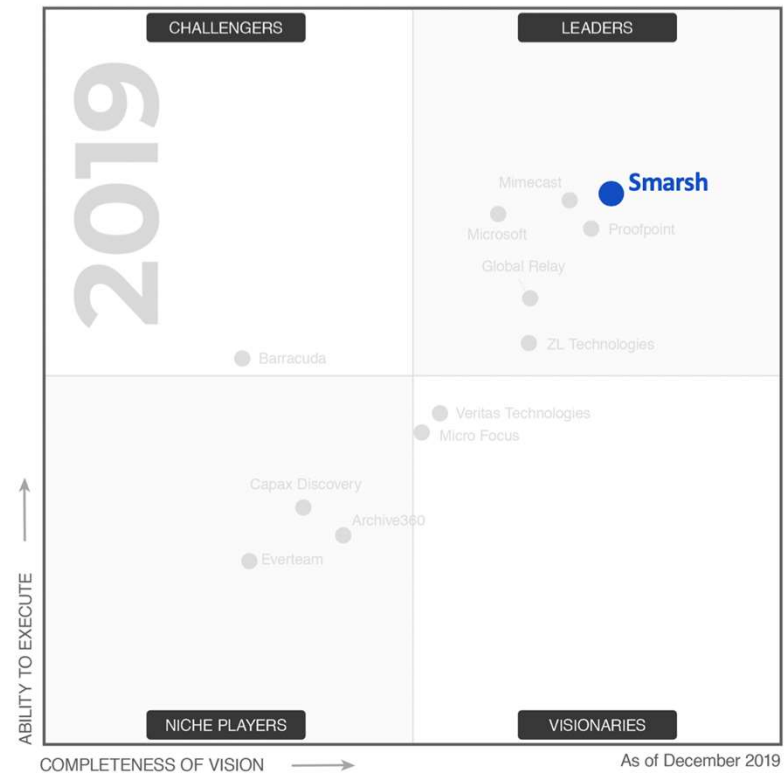 CHALLENGERS
LEADERS
2019
Mimecast
Smarsh
Microsoft
Proofpoint
Global Relay
ZL Technologies
Barracuda
Veritas Technologies
Micro Focus
Capax Discovery
Archive360
Everteam
ABILITY TO EXECUTE
NICHE PLAYERS
VISIONARIES
COMPLETENESS OF VISION
As of December 2019